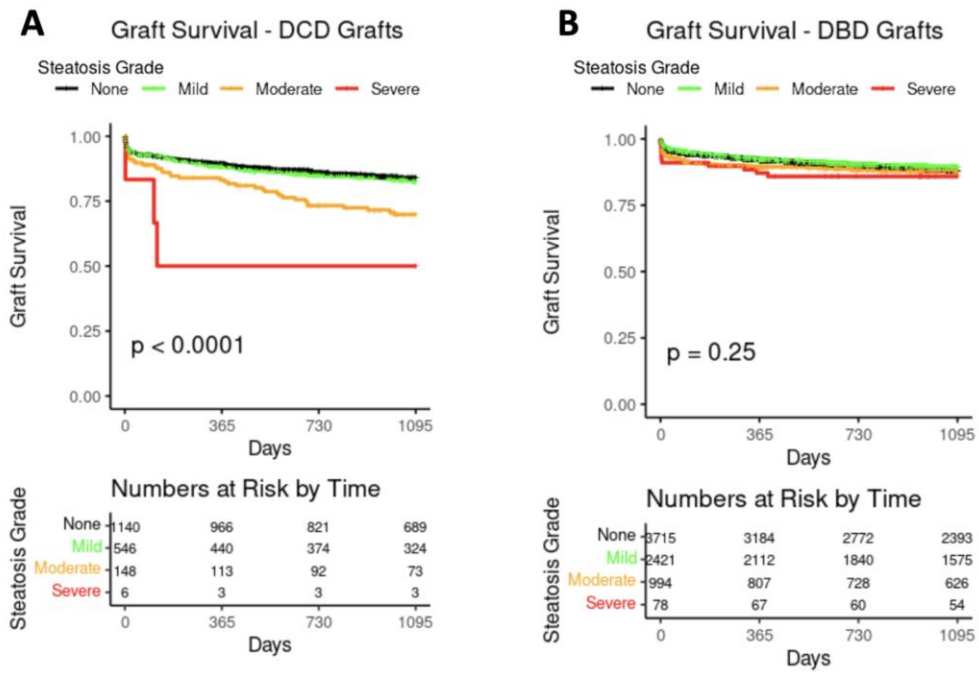 A
Graft Survival - DCD Grafts
Steatosis Grade
None Mild Moderate Severe
Graft Survival
1.00
0.75
0.50
0.25
0.00
p < 0.0001
0 365 730 1095
Days
Numbers at Risk by Time
Steatosis Grade
None 1140 966 821 689
Mild 546 440 374 324
Moderate 148 113 92 73
Severe 6 3 3 3
0 365 730 1095
Days
B
Graft Survival - DBD Grafts
Steatosis Grade
None Mild Moderate Severe
Graft Survival
1.00
0.75
0.50
0.25
0.00
p = 0.25
0 365 730 1095
Days
Numbers at Risk by Time
Steatosis Grade
None 3715 3184 2772 2393
Mild 2421 2112 1840 1575
Moderate 994 807 728 626
Severe 78 67 60 54
0 365 730 1095
Days